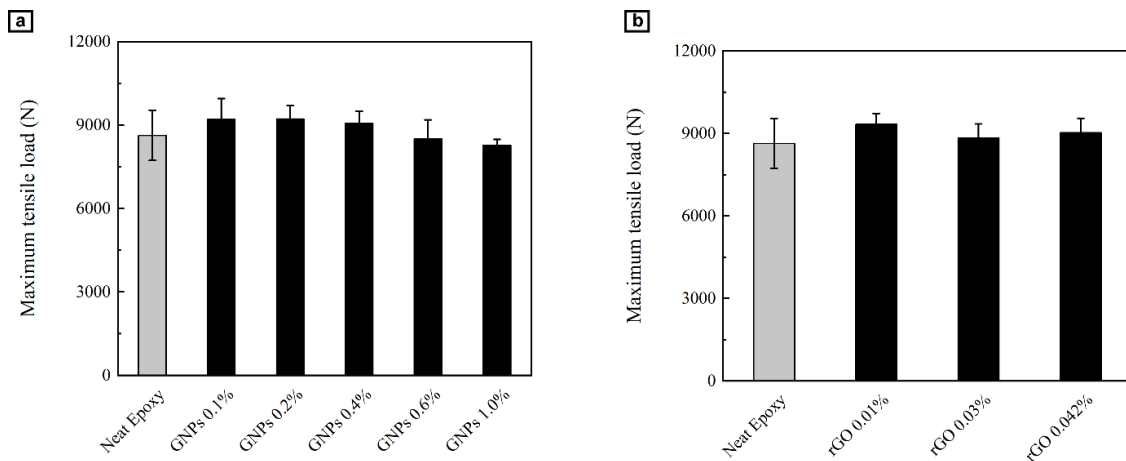 a
Maximum tensile load (N)
12000
9000
6000
3000
0
Neat Epoxy
GNPs 0.1%
GNPs 0.2%
GNPs 0.4%
GNPs 0.6%
GNPs 1.0%
b
Maximum tensile load (N)
12000
9000
6000
3000
0
Neat Epoxy
rGO 0.01%
rGO 0.03%
rGO 0.042%